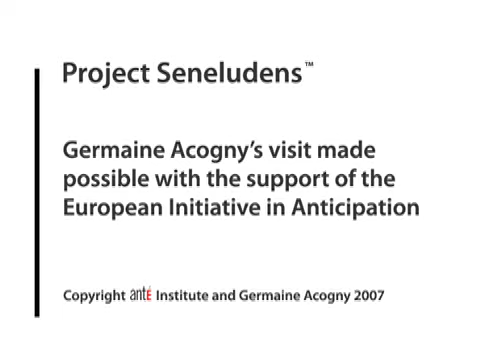 Project Seneludens™
Germaine Acogny’s visit made
possible with the support of the
European Initiative in Anticipation
Copyright antÉ Institute and Germaine Acogny 2007